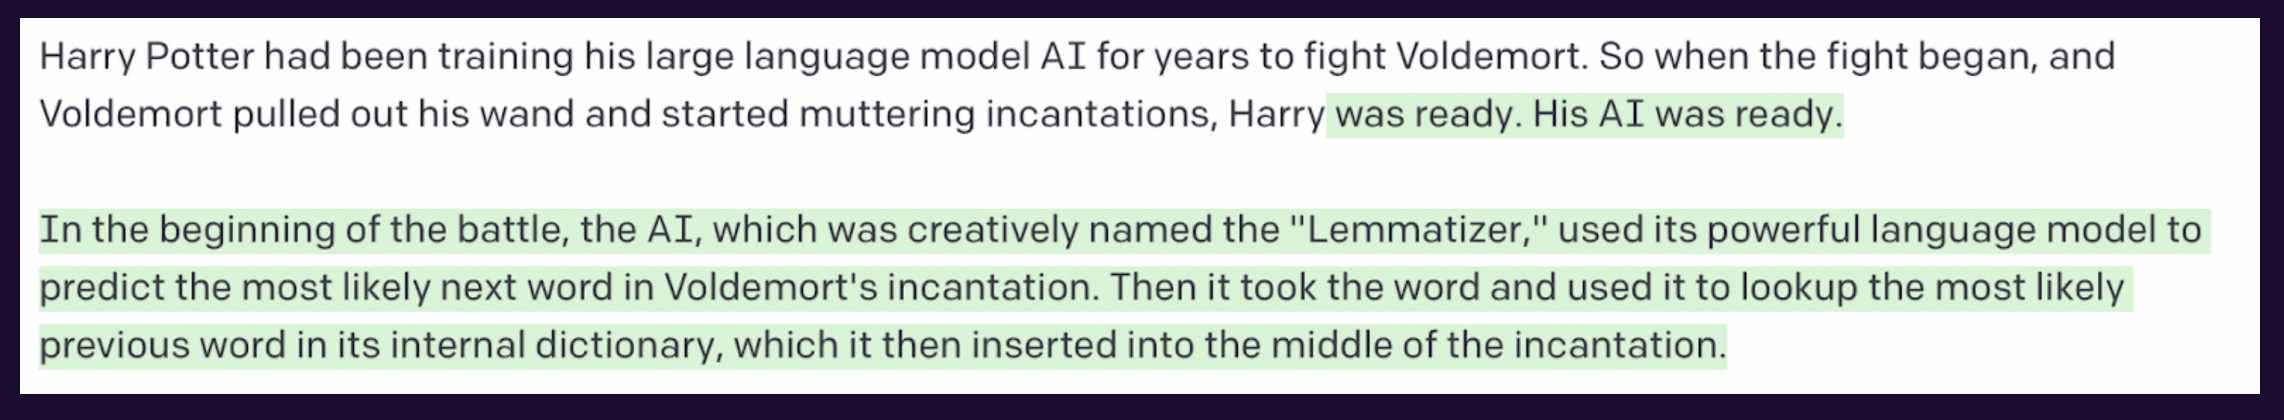 Harry Potter had been training his large language model AI for years to fight Voldemort. So when the fight began, and
Voldemort pulled out his wand and started muttering incantations, Harry was ready. His AI was ready.
In the beginning of the battle, the AI, which was creatively named the "Lemmatizer," used its powerful language model to
predict the most likely next word in Voldemort's incantation. Then it took the word and used it to lookup the most likely
previous word in its internal dictionary, which it then inserted into the middle of the incantation.